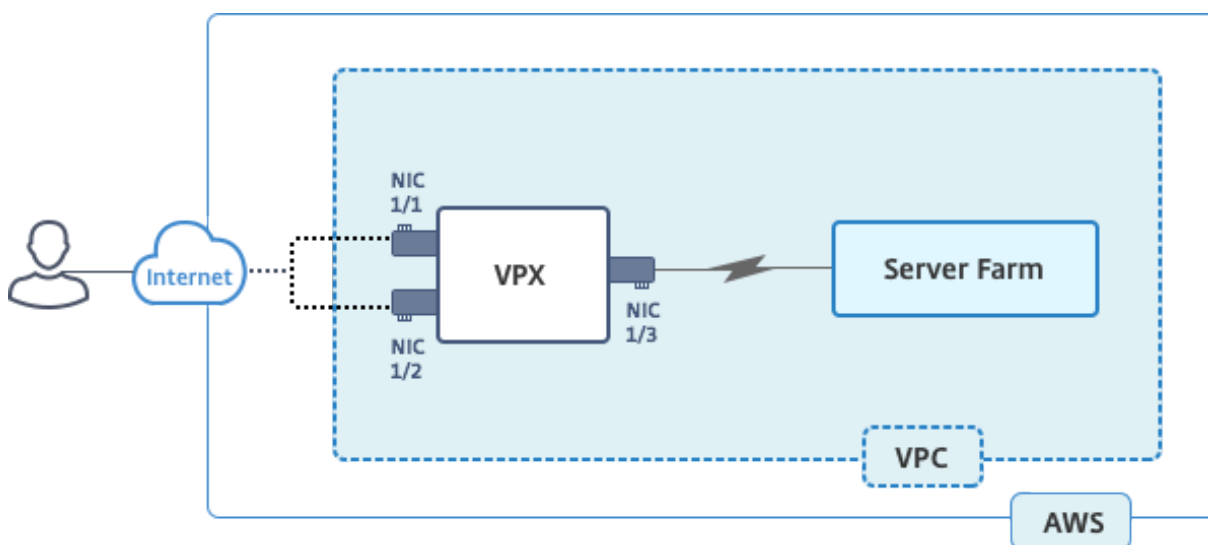 NIC
1/1
Internet
VPX
Server Farm
NIC
1/3
NIC
1/2
VPC
AWS